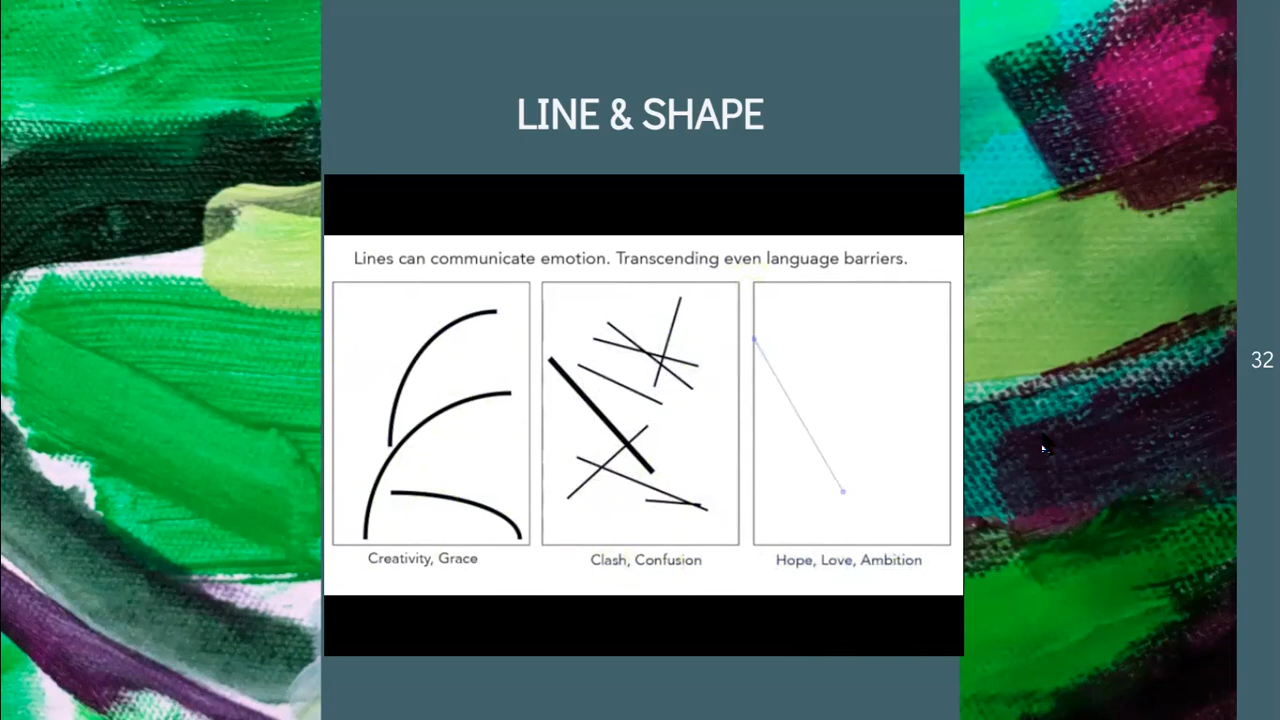 LINE & SHAPE
Lines can communicate emotion. Transcending even language barriers.
Creativity, Grace
Clash, Confusion
Hope, Love, Ambition
32